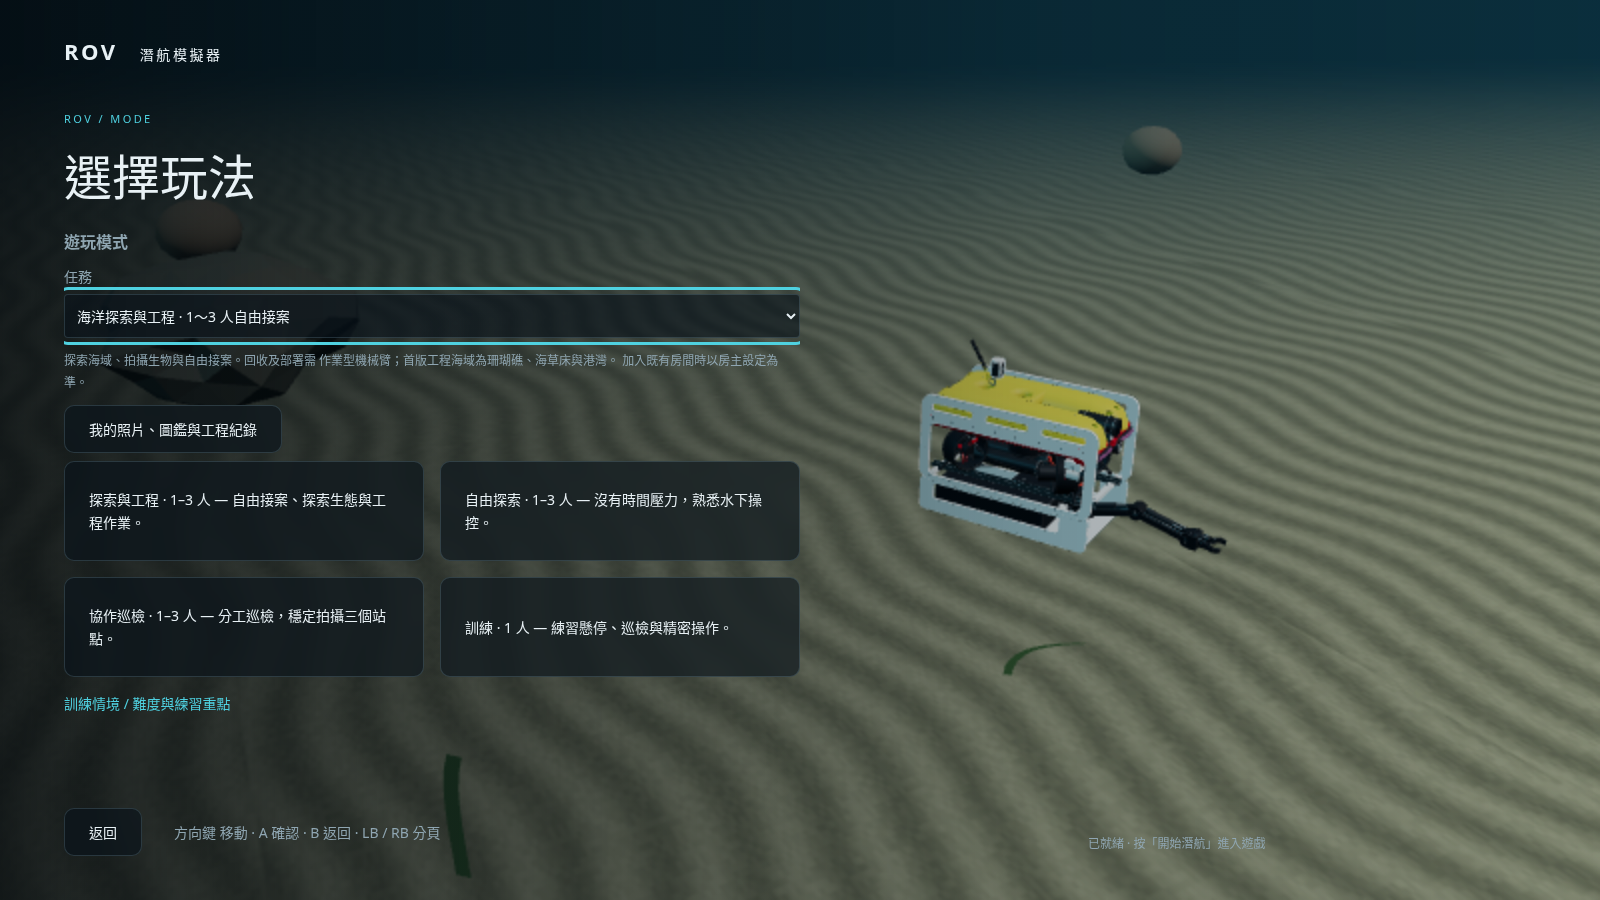 ROV 潛航模擬器
ROV / MODE
選擇玩法
遊玩模式
任務
海洋探索與工程 · 1～3 人自由接案
探索海域、拍攝生物與自由接案。回收及部署需 作業型機械臂；首版工程海域為珊瑚礁、海草床與港灣。 加入既有房間時以房主設定為
準。
我的照片、圖鑑與工程紀錄
探索與工程 · 1–3 人 — 自由接案、探索生態與工
程作業。
自由探索 · 1–3 人 — 沒有時間壓力，熟悉水下操
控。
協作巡檢 · 1–3 人 — 分工巡檢，穩定拍攝三個站
點。
訓練 · 1 人 — 練習懸停、巡檢與精密操作。
訓練情境 / 難度與練習重點
返回
方向鍵 移動 · A 確認 · B 返回 · LB / RB 分頁
已就緒 · 按「開始潛航」進入遊戲